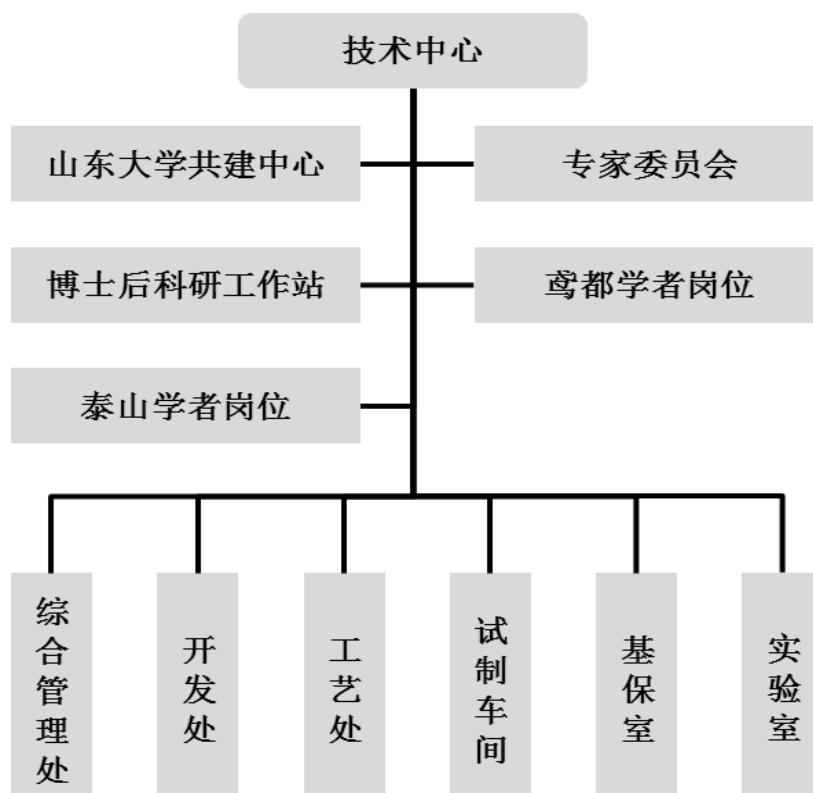 技术中心
山东大学共建中心
专家委员会
博士后科研工作站
鸢都学者岗位
泰山学者岗位
综合管理处
开发处
工艺处
试制车间
基保室
实验室